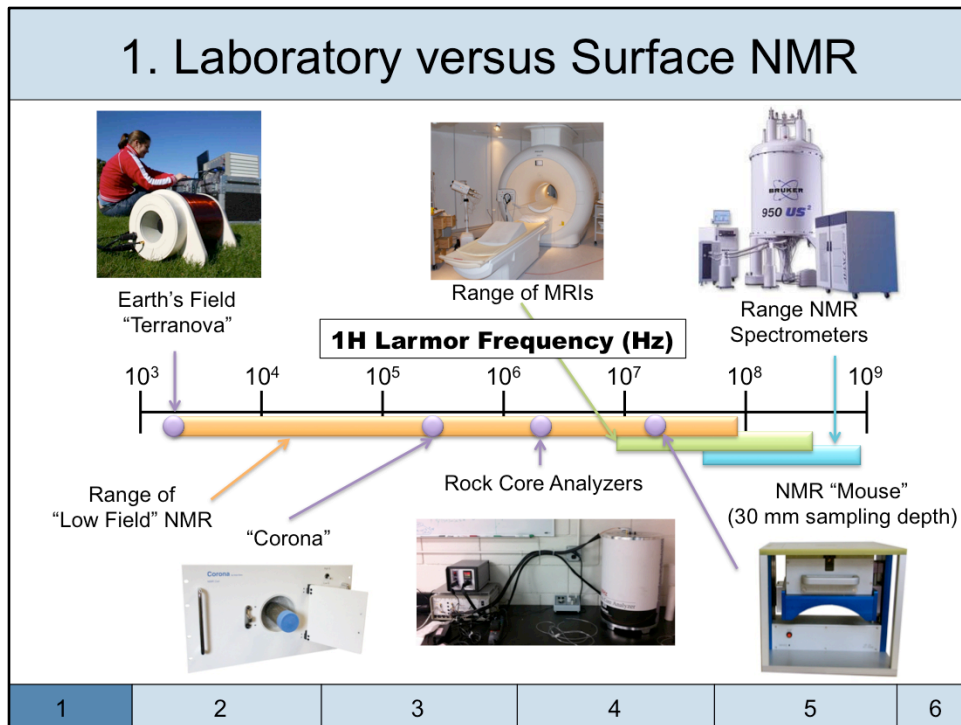 1. Laboratory versus Surface NMR
BRUKER
950 US²
Earth's Field
"Terranova"
Range of MRIs
Range NMR
Spectrometers
1H Larmor Frequency (Hz)
10³ 10⁴ 10⁵ 10⁶ 10⁷ 10⁸ 10⁹
Range of
"Low Field" NMR
"Corona"
Rock Core Analyzers
NMR "Mouse"
(30 mm sampling depth)
Corona
Analyzer
1 2 3 4 5 6